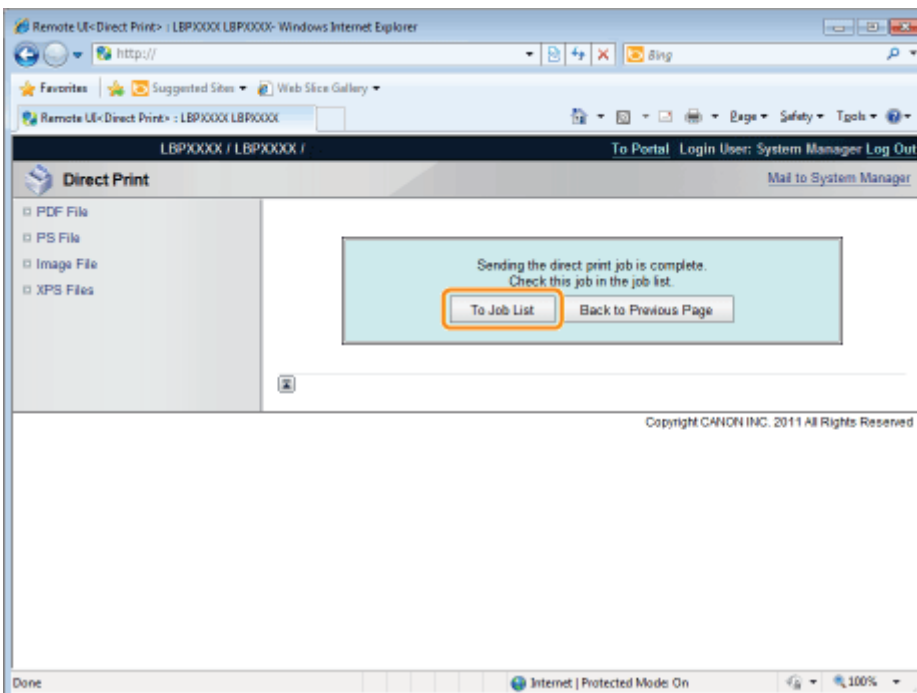 Remote UI<Direct Print> : LBPXXXX LBPXXXX- Windows Internet Explorer
http://
Bing
Favorites Suggested Sites Web Slice Gallery
Remote UI<Direct Print> : LBPXXXX LBPXXXX
Page Safety Tools
LBPXXXX / LBPXXXX / To Portal Login User: System Manager Log Out
Direct Print Mail to System Manager
PDF File
PS File
Image File
XPS Files
Sending the direct print job is complete.
Check this job in the job list.
To Job List Back to Previous Page
Copyright CANON INC. 2011 All Rights Reserved
Done Internet | Protected Mode: On 100%